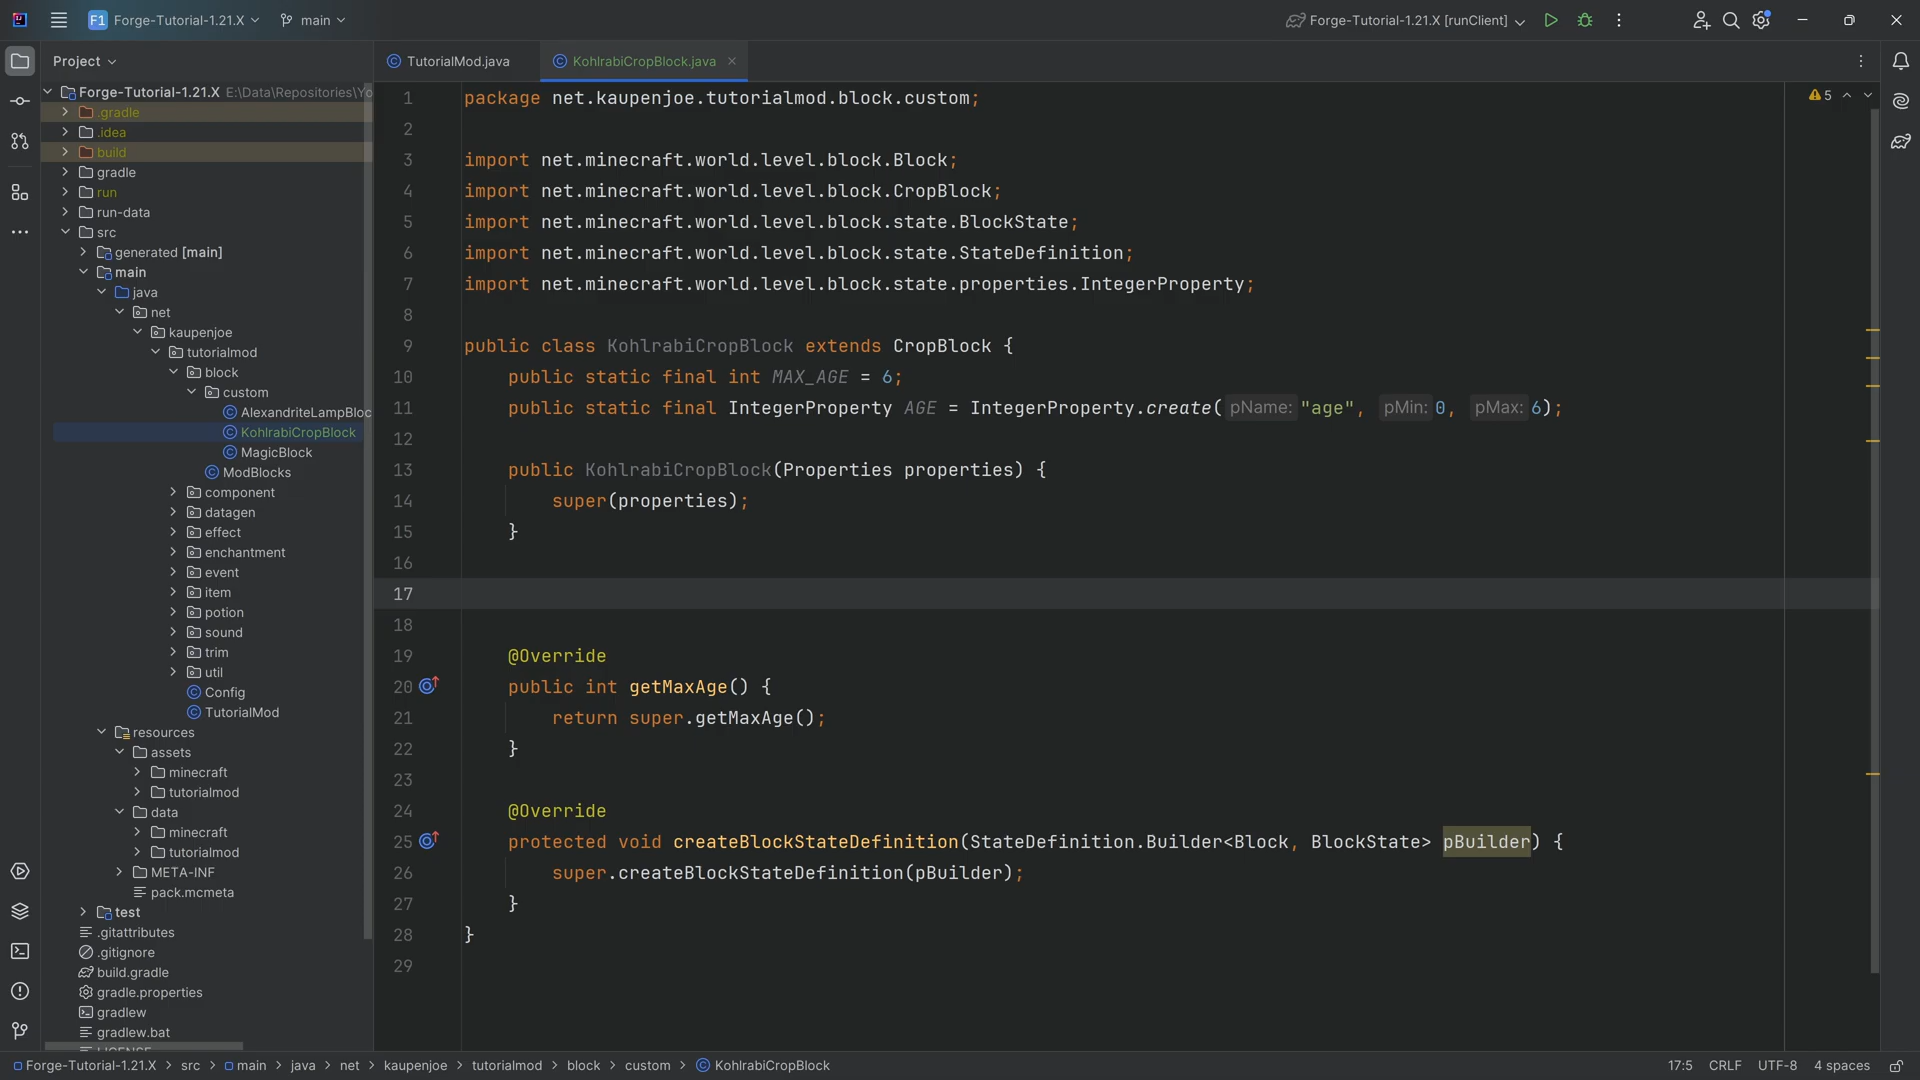 F1 Forge-Tutorial-1.21.X main Forge-Tutorial-1.21.X [runClient]
Project TutorialMod.java KohlrabiCropBlock.java
Forge-Tutorial-1.21.X E:\Data\Repositories\Yo
.gradle
.idea
build
gradle
run
run-data
src
generated [main]
main
java
net
kaupenjoe
tutorialmod
block
custom
AlexandriteLampBloc
KohlrabiCropBlock
MagicBlock
ModBlocks
component
datagen
effect
enchantment
event
item
potion
sound
trim
util
Config
TutorialMod
resources
assets
minecraft
tutorialmod
data
minecraft
tutorialmod
META-INF
pack.mcmeta
test
.gitattributes
.gitignore
build.gradle
gradle.properties
gradlew
gradlew.bat
LICENSE
5
1 package net.kaupenjoe.tutorialmod.block.custom;
2
3 import net.minecraft.world.level.block.Block;
4 import net.minecraft.world.level.block.CropBlock;
5 import net.minecraft.world.level.block.state.BlockState;
6 import net.minecraft.world.level.block.state.StateDefinition;
7 import net.minecraft.world.level.block.state.properties.IntegerProperty;
8
9 public class KohlrabiCropBlock extends CropBlock {
10 public static final int MAX_AGE = 6;
11 public static final IntegerProperty AGE = IntegerProperty.create( pName: "age", pMin: 0, pMax: 6);
12
13 public KohlrabiCropBlock(Properties properties) {
14 super(properties);
15 }
16
17
18
19 @Override
20 public int getMaxAge() {
21 return super.getMaxAge();
22 }
23
24 @Override
25 protected void createBlockStateDefinition(StateDefinition.Builder<Block, BlockState> pBuilder) {
26 super.createBlockStateDefinition(pBuilder);
27 }
28 }
29
Forge-Tutorial-1.21.X > src > main > java > net > kaupenjoe > tutorialmod > block > custom > KohlrabiCropBlock 17:5 CRLF UTF-8 4 spaces